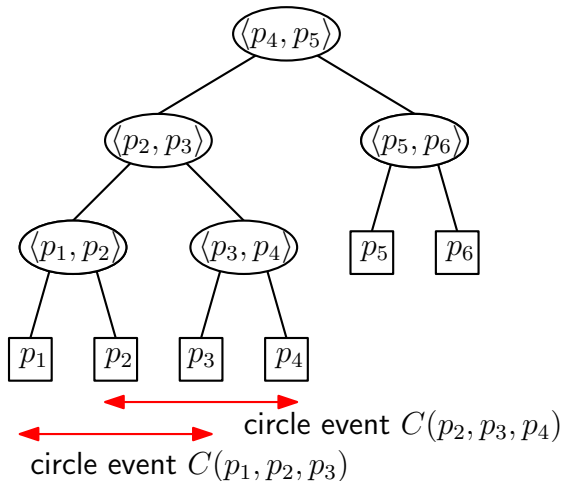 ⟨p4, p5⟩
⟨p2, p3⟩ ⟨p5, p6⟩
⟨p1, p2⟩ ⟨p3, p4⟩ p5 p6
p1 p2 p3 p4
circle event C(p2, p3, p4)
circle event C(p1, p2, p3)